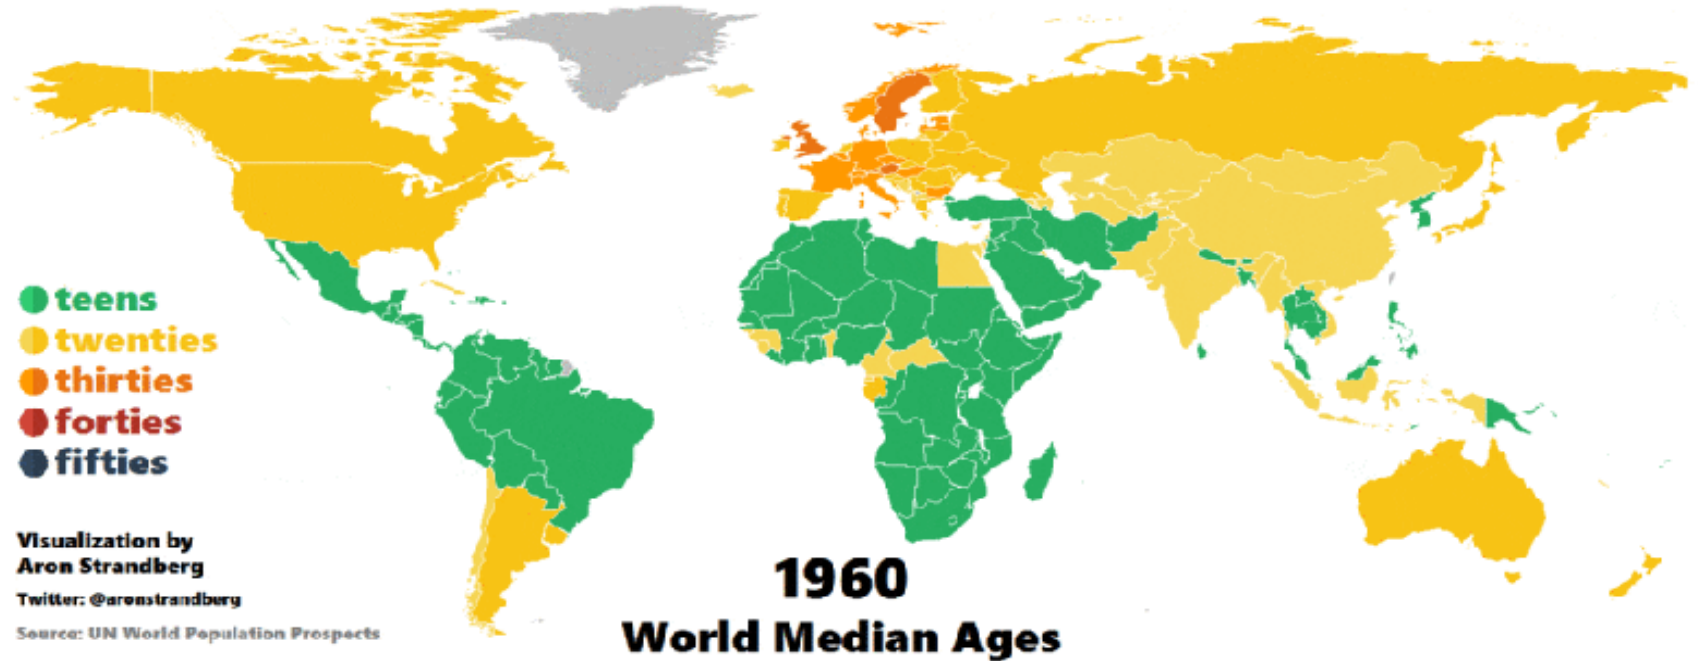 teens
twenties
thirties
forties
fifties
Visualization by
Aron Strandberg
Twitter: @aronstrandberg
Source: UN World Population Prospects
1960
World Median Ages